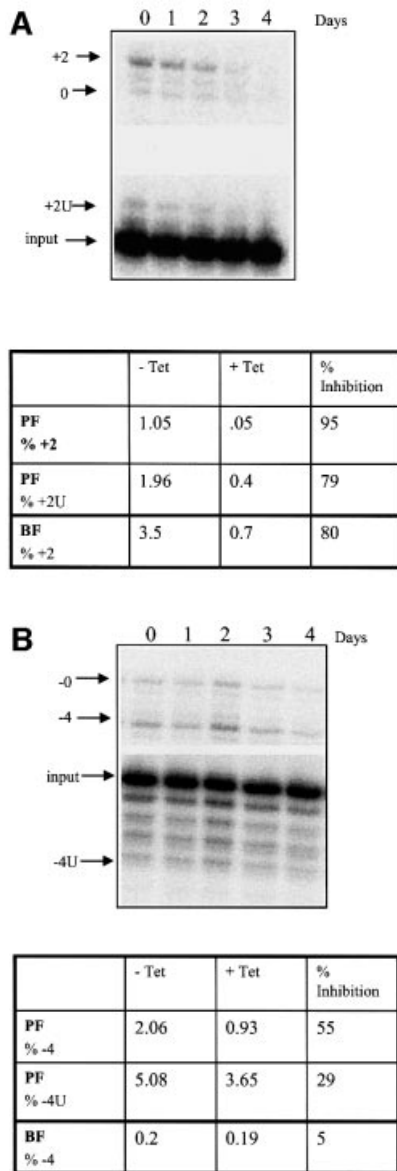 A
0 1 2 3 4 Days
+2
0
+2U
input
- Tet + Tet % Inhibition
PF % +2 1.05 .05 95
PF % +2U 1.96 0.4 79
BF % +2 3.5 0.7 80
B
0 1 2 3 4 Days
-0
-4
input
-4U
- Tet + Tet % Inhibition
PF % -4 2.06 0.93 55
PF % -4U 5.08 3.65 29
BF % -4 0.2 0.19 5